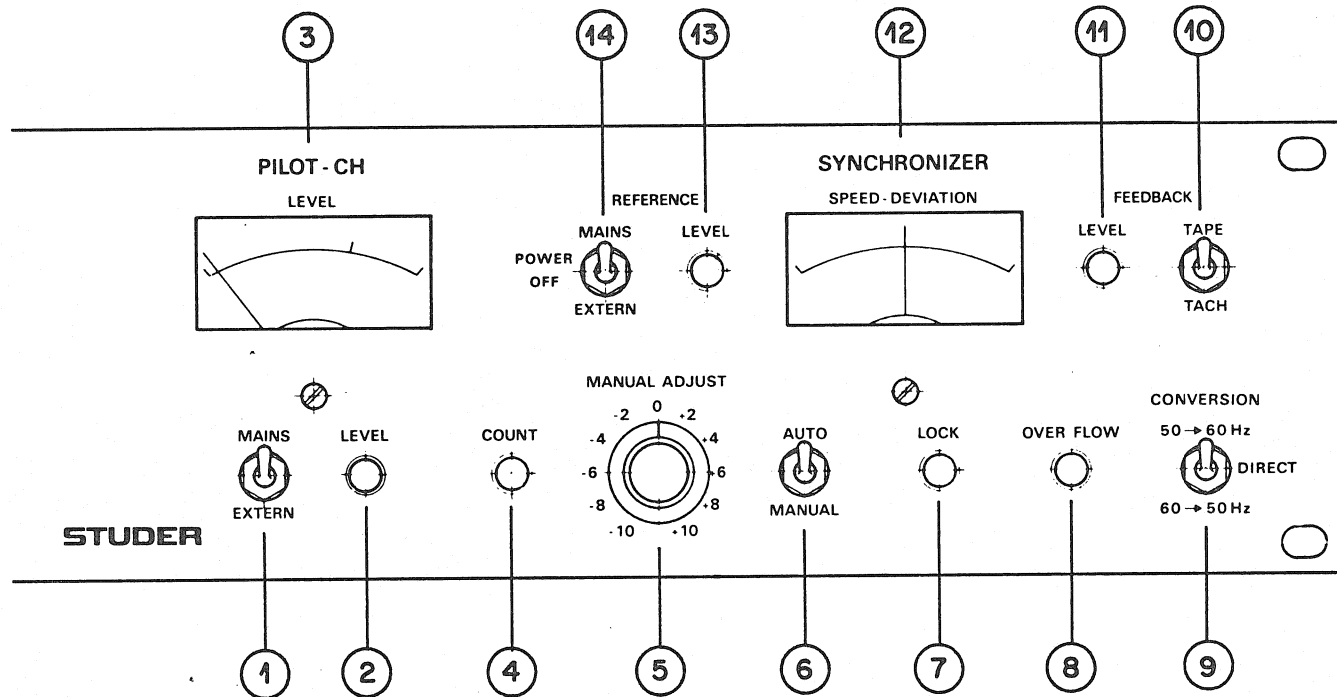 3 14 13 12 11 10
PILOT - CH
SYNCHRONIZER
LEVEL
REFERENCE
SPEED - DEVIATION
FEEDBACK
MAINS
LEVEL
LEVEL
TAPE
POWER
OFF
EXTERN
TACH
MANUAL ADJUST
CONVERSION
-2 0 +2
MAINS
LEVEL
COUNT
-4 +4
AUTO
LOCK
OVER FLOW
50 → 60 Hz
-6 +6
DIRECT
EXTERN
-8 +8
MANUAL
60 → 50 Hz
-10 +10
STUDER
1 2 4 5 6 7 8 9